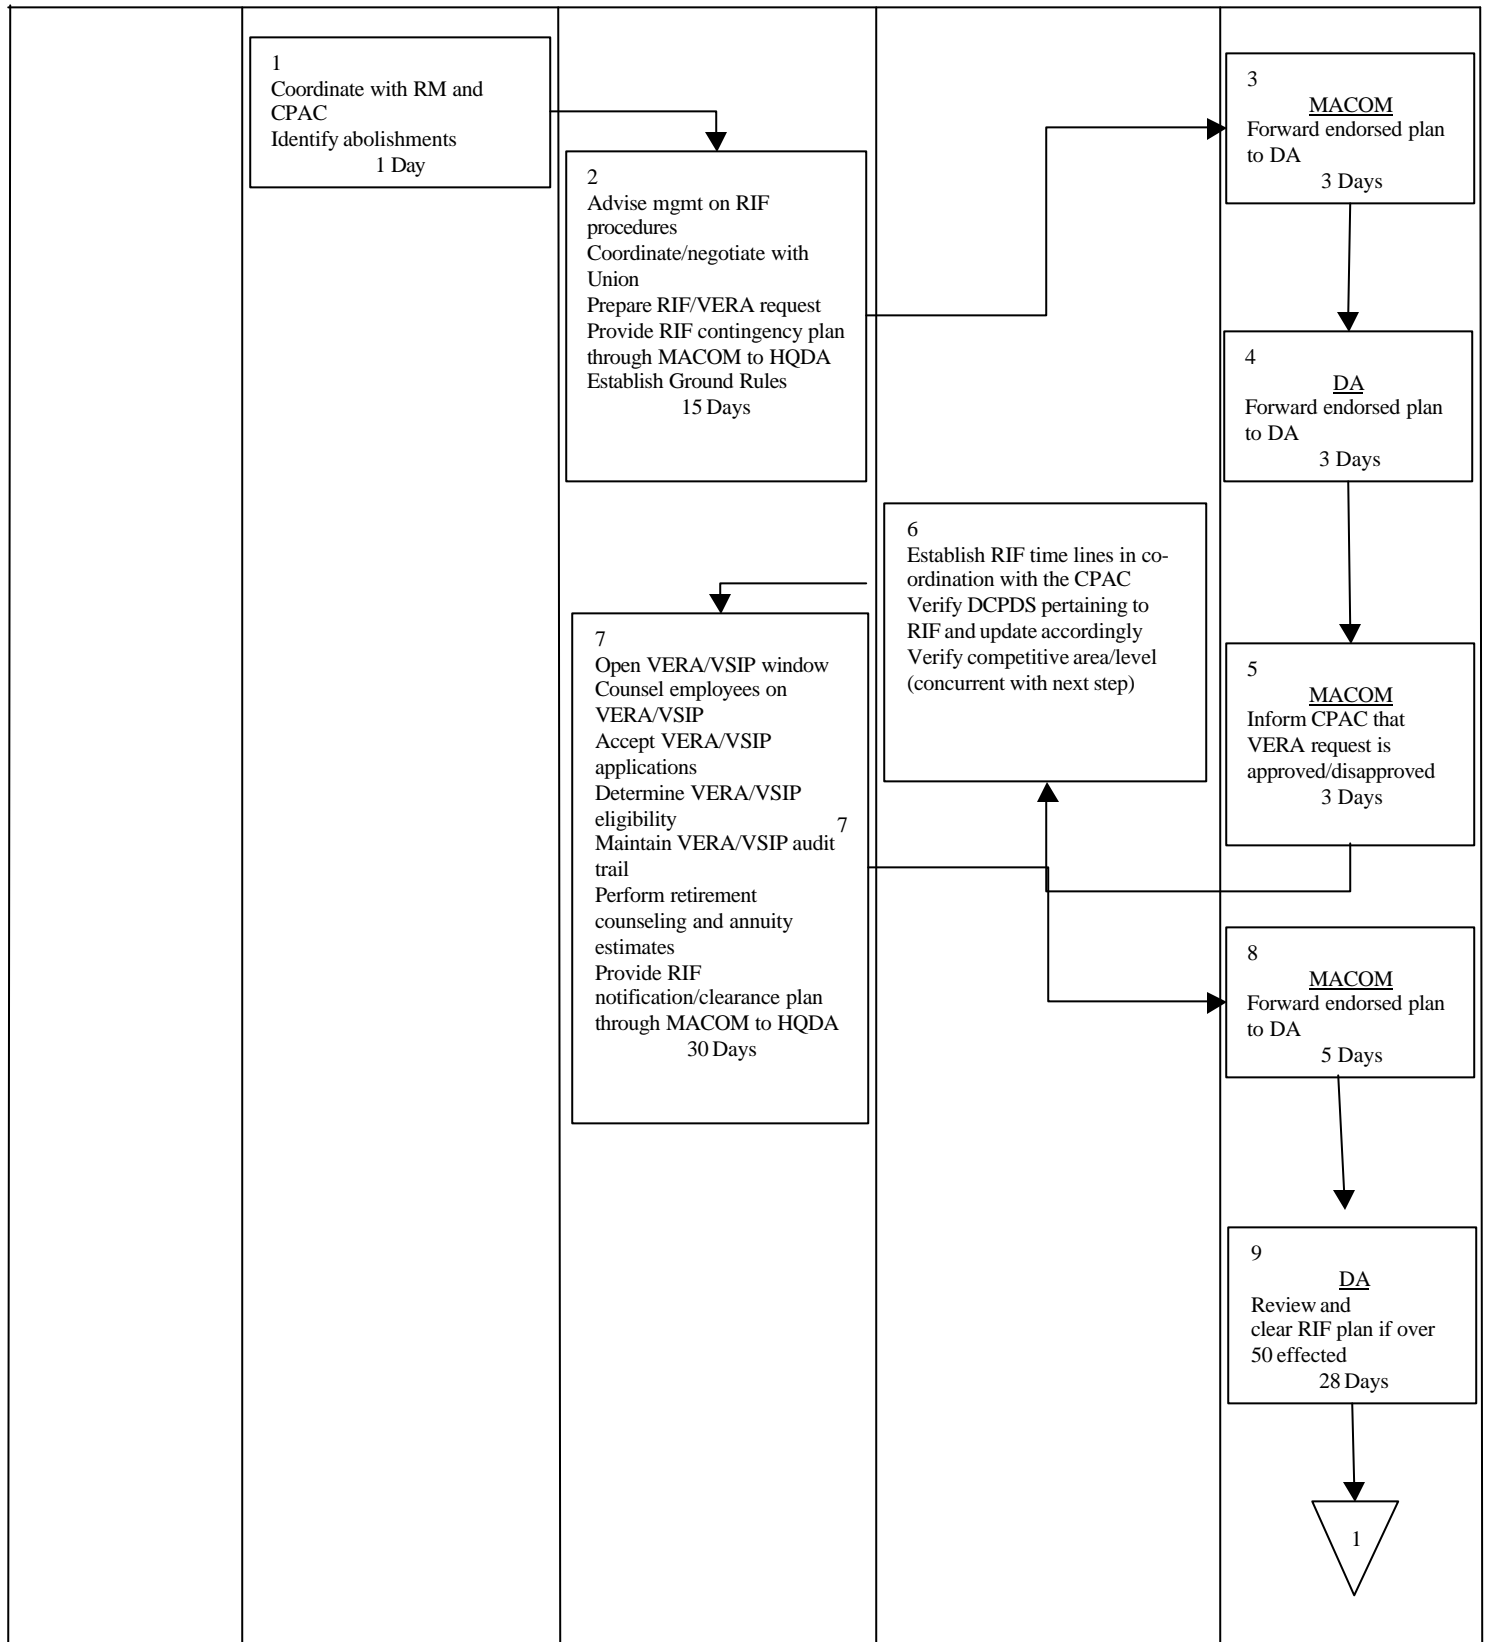 1
Coordinate with RM and
CPAC
Identify abolishments
1 Day
2
Advise mgmt on RIF
procedures
Coordinate/negotiate with
Union
Prepare RIF/VERA request
Provide RIF contingency plan
through MACOM to HQDA
Establish Ground Rules
15 Days
3
MACOM
Forward endorsed plan
to DA
3 Days
4
DA
Forward endorsed plan
to DA
3 Days
5
MACOM
Inform CPAC that
VERA request is
approved/disapproved
3 Days
6
Establish RIF time lines in co-
ordination with the CPAC
Verify DCPDS pertaining to
RIF and update accordingly
Verify competitive area/level
(concurrent with next step)
7
Open VERA/VSIP window
Counsel employees on
VERA/VSIP
Accept VERA/VSIP
applications
Determine VERA/VSIP
eligibility
7
Maintain VERA/VSIP audit
trail
Perform retirement
counseling and annuity
estimates
Provide RIF
notification/clearance plan
through MACOM to HQDA
30 Days
8
MACOM
Forward endorsed plan
to DA
5 Days
9
DA
Review and
clear RIF plan if over
50 effected
28 Days
1